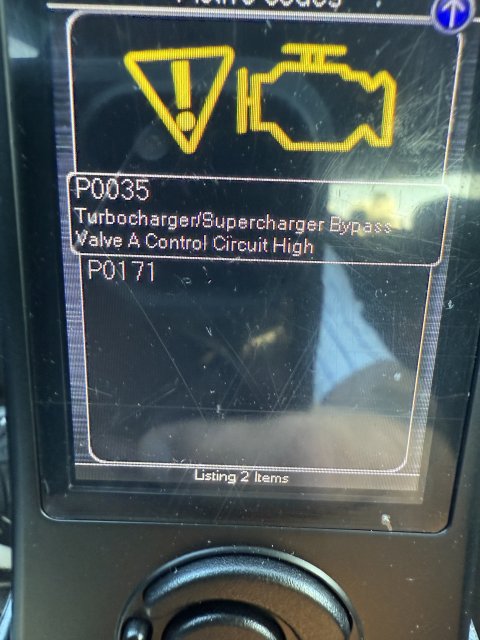 P0035
Turbocharger/Supercharger Bypass
Valve A Control Circuit High
P0171
Listing 2 Items